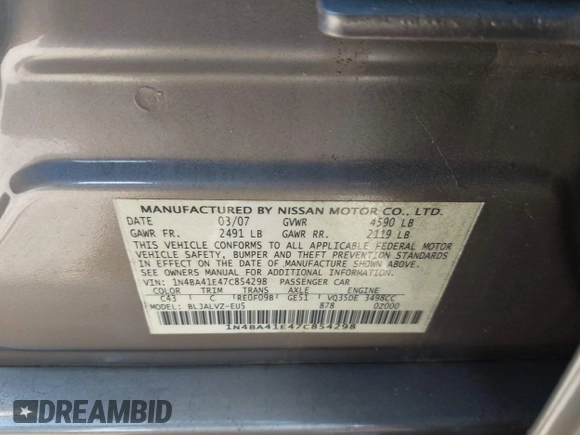 MANUFACTURED BY NISSAN MOTOR CO., LTD.
DATE 03/07 GVWR 4590 LB
GAWR FR. 2491 LB GAWR RR. 2119 LB
THIS VEHICLE CONFORMS TO ALL APPLICABLE FEDERAL MOTOR
VEHICLE SAFETY, BUMPER AND THEFT PREVENTION STANDARDS
IN EFFECT ON THE DATE OF MANUFACTURE SHOWN ABOVE.
SEE OWNERS MANUAL FOR ADDITIONAL INFORMATION.
VIN: 1N4BA41E47C854298 PASSENGER CAR
COLOR TRIM TRANS AXLE ENGINE
C43 C RE0F09B GE51 VQ35DE 3498CC
MODEL: BLJALVZ-EU5 878 0Z000
1N4BA41E47C854298
DREAMBID